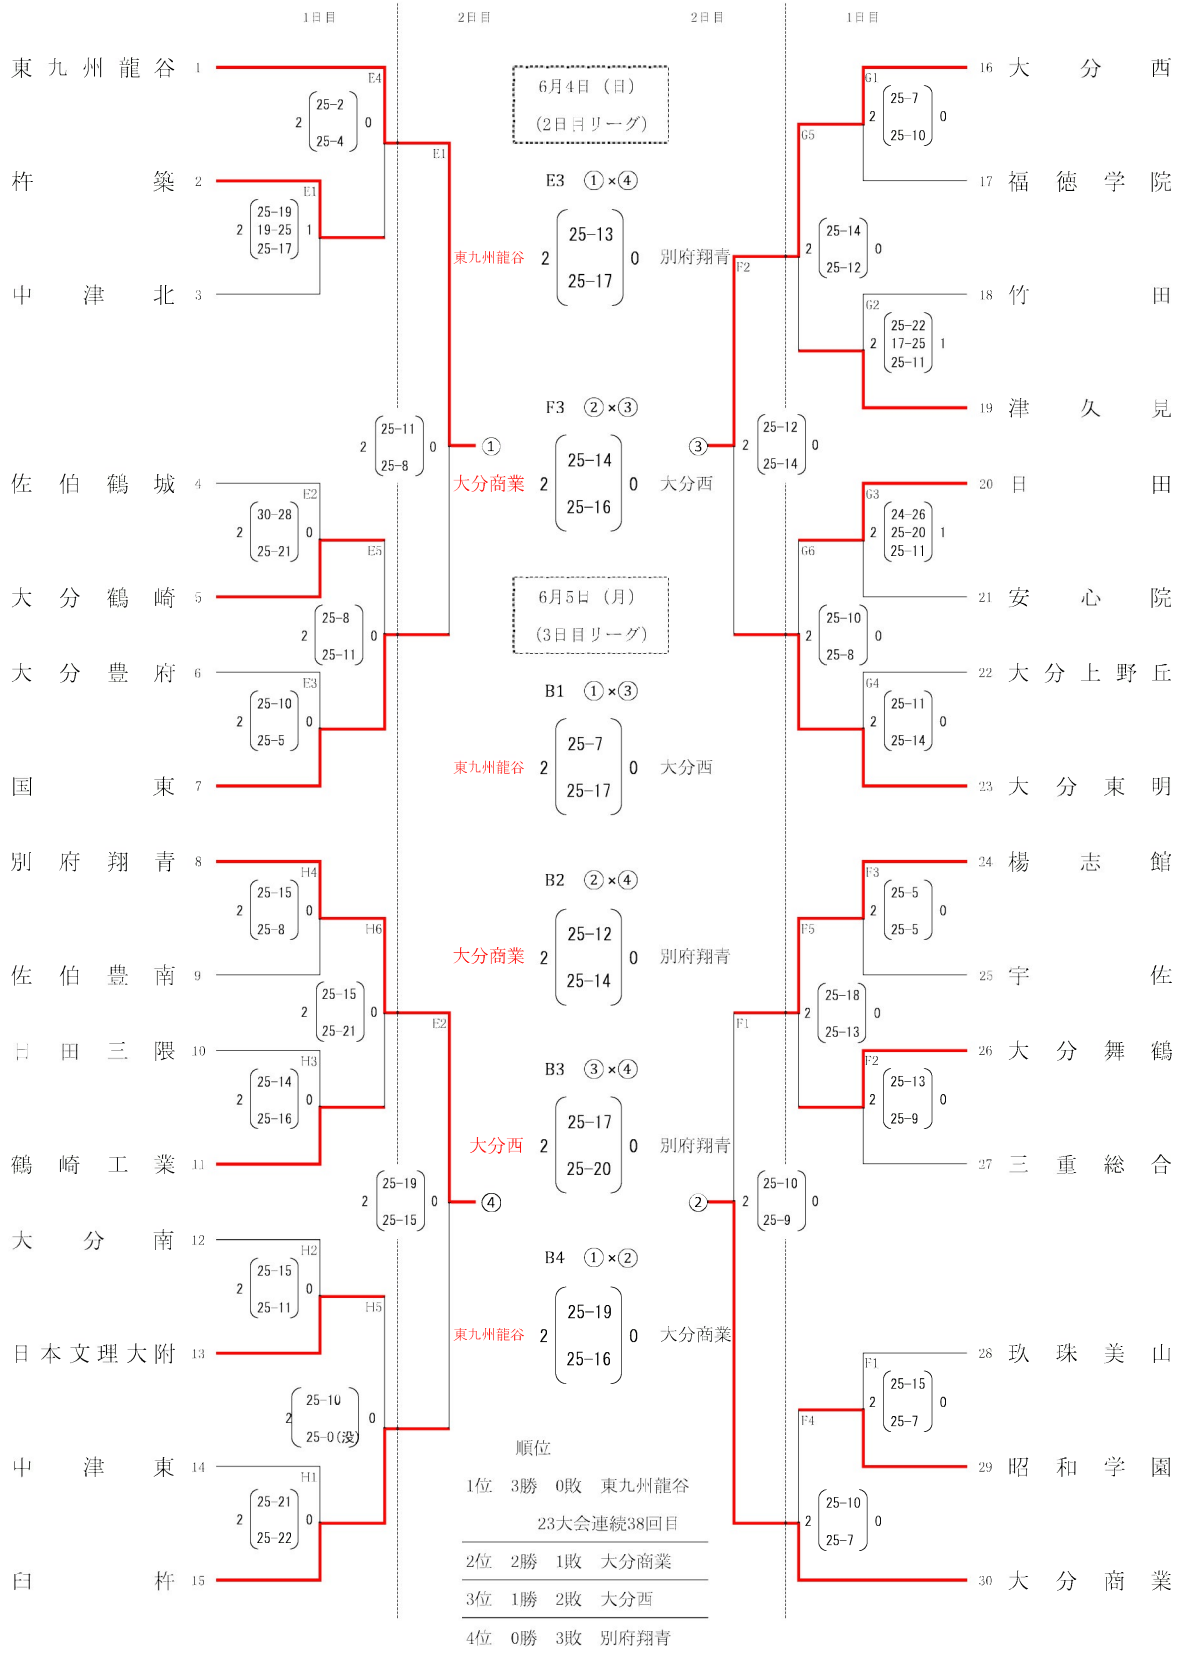 1日目 2日目 2日目 1日目
東九州龍谷 1
E4
2 25-2 25-4 0
杵築 2
E1
2 25-19 19-25 25-17 1
中津北 3
E1
2 25-11 25-8 0
①
佐伯鶴城 4
E2
2 30-28 25-21 0
大分鶴崎 5
E5
2 25-8 25-11 0
大分豊府 6
E3
2 25-10 25-5 0
国東 7
別府翔青 8
H4
2 25-15 25-8 0
佐伯豊南 9
H6
2 25-15 25-21 0
日田三隈 10
H3
2 25-14 25-16 0
鶴崎工業 11
E2
2 25-19 25-15 0
④
大分南 12
H2
2 25-15 25-11 0
日本文理大附 13
H5
2 25-10 25-0(没) 0
中津東 14
H1
2 25-21 25-22 0
臼杵 15
6月4日（日）
(2日目リーグ)
E3 ①×④
東九州龍谷 2 25-13 25-17 0 別府翔青
F3 ②×③
大分商業 2 25-14 25-16 0 大分西
6月5日（月）
(3日目リーグ)
B1 ①×③
東九州龍谷 2 25-7 25-17 0 大分西
B2 ②×④
大分商業 2 25-12 25-14 0 別府翔青
B3 ③×④
大分西 2 25-17 25-20 0 別府翔青
B4 ①×②
東九州龍谷 2 25-19 25-16 0 大分商業
順位
1位 3勝 0敗 東九州龍谷
23大会連続38回目
2位 2勝 1敗 大分商業
3位 1勝 2敗 大分西
4位 0勝 3敗 別府翔青
16 大分西
G1
2 25-7 25-10 0
17 福徳学院
G5
2 25-14 25-12 0
18 竹田
G2
2 25-22 17-25 25-11 1
19 津久見
F2
③
2 25-12 25-14 0
20 日田
G3
2 24-26 25-20 25-11 1
21 安心院
G6
2 25-10 25-8 0
22 大分上野丘
G4
2 25-11 25-14 0
23 大分東明
24 楊志館
F3
2 25-5 25-5 0
25 宇佐
F5
2 25-18 25-13 0
26 大分舞鶴
F2
2 25-13 25-9 0
27 三重総合
F1
②
2 25-10 25-9 0
28 玖珠美山
F1
2 25-15 25-7 0
29 昭和学園
F4
2 25-10 25-7 0
30 大分商業